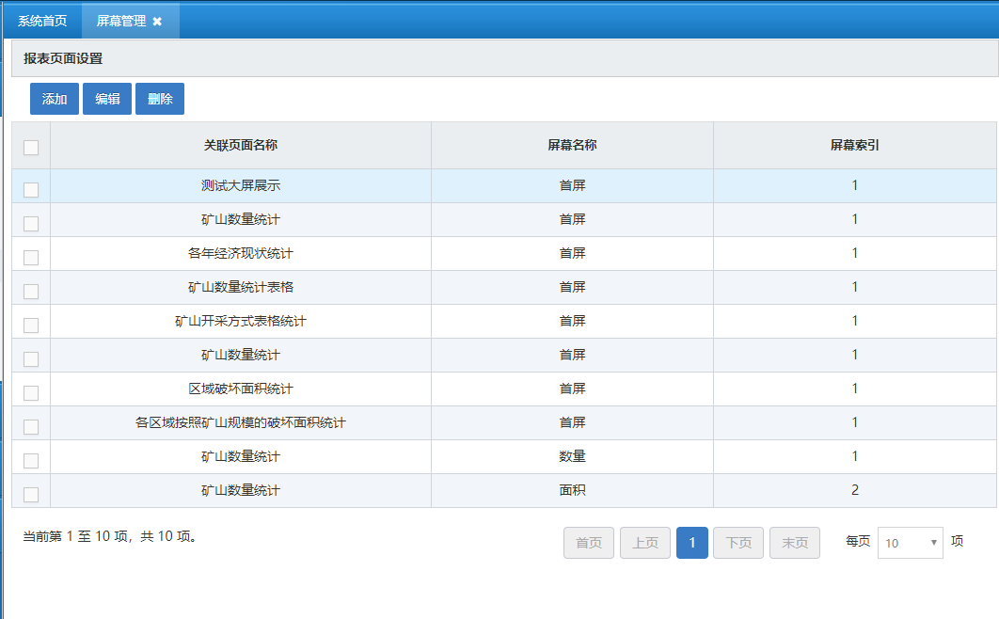 系统首页 屏幕管理 ✖
报表页面设置
添加 编辑 删除
关联页面名称 屏幕名称 屏幕索引
测试大屏展示 首屏 1
矿山数量统计 首屏 1
各年经济现状统计 首屏 1
矿山数量统计表格 首屏 1
矿山开采方式表格统计 首屏 1
矿山数量统计 首屏 1
区域破坏面积统计 首屏 1
各区域按照矿山规模的破坏面积统计 首屏 1
矿山数量统计 数量 1
矿山数量统计 面积 2
当前第 1 至 10 项，共 10 项。 首页 上页 1 下页 末页 每页 10 项